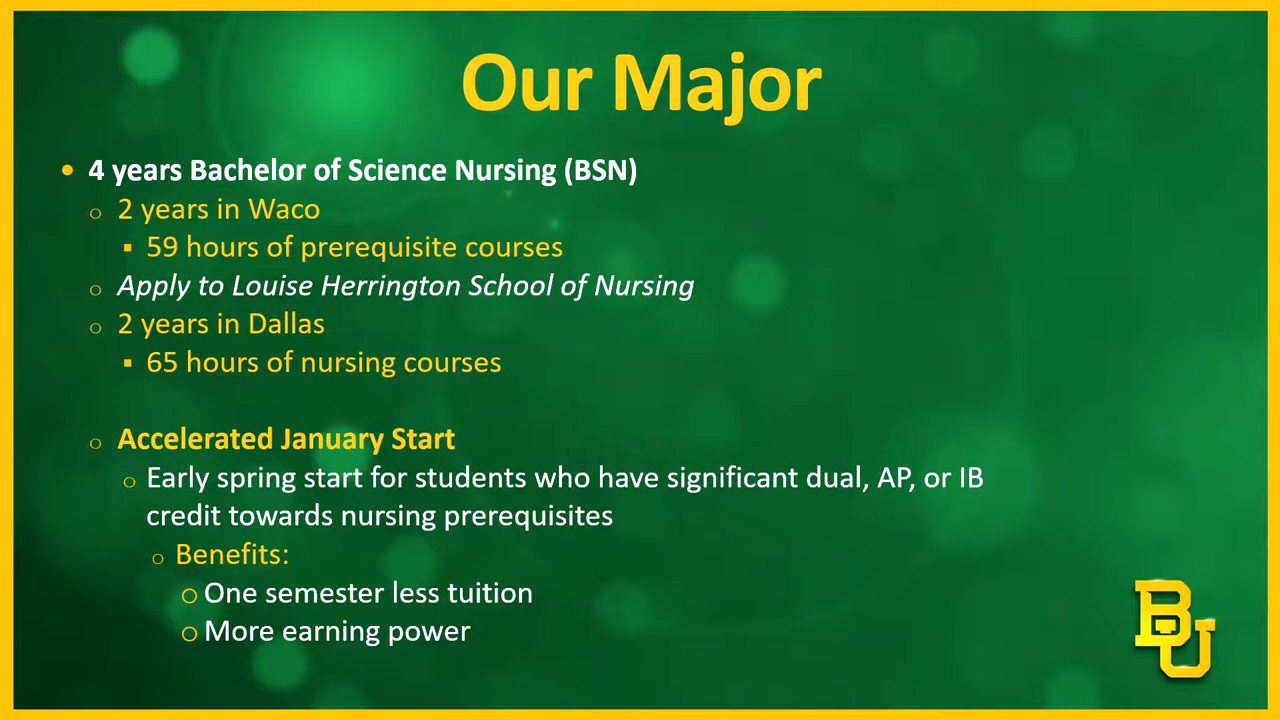 Our Major
• 4 years Bachelor of Science Nursing (BSN)
o 2 years in Waco
▪ 59 hours of prerequisite courses
o Apply to Louise Herrington School of Nursing
o 2 years in Dallas
▪ 65 hours of nursing courses
o Accelerated January Start
o Early spring start for students who have significant dual, AP, or IB
credit towards nursing prerequisites
o Benefits:
o One semester less tuition
o More earning power
BU